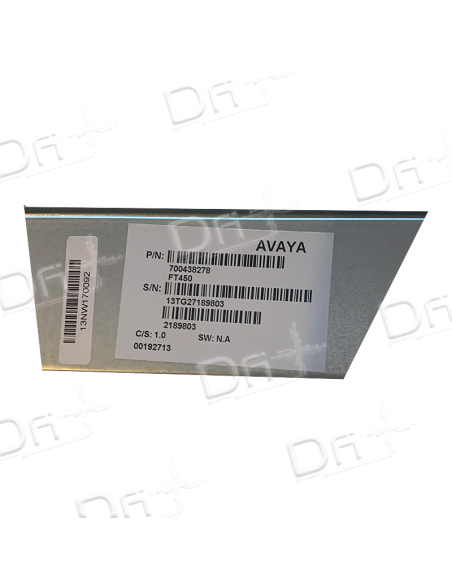 AVAYA
P/N:
700438278
FT450
S/N:
13TG27189803
2189803
C/S: 1.0 SW: N.A
00192713
13NW170092